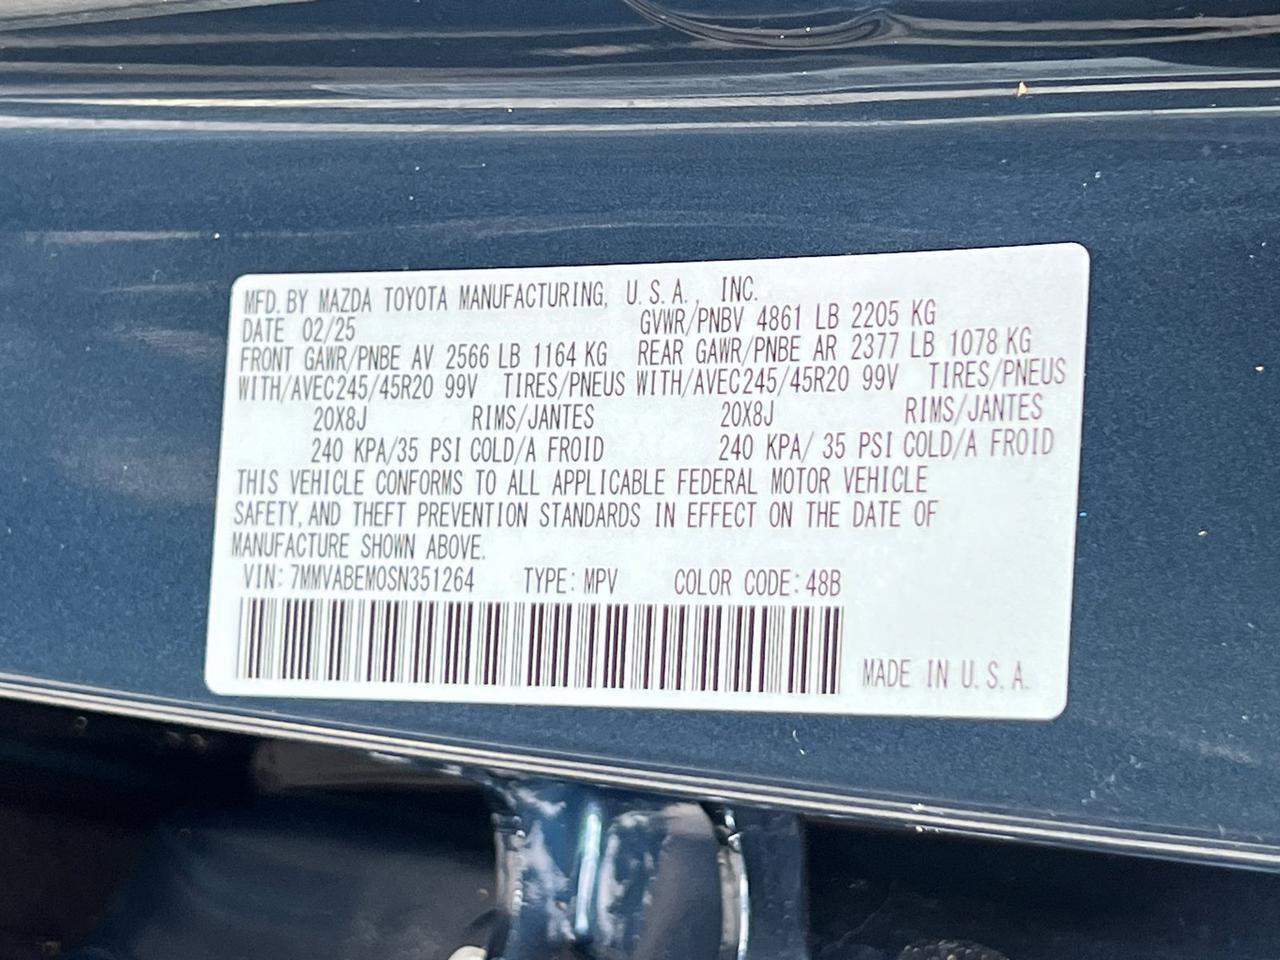 MFD. BY MAZDA TOYOTA MANUFACTURING, U.S.A., INC.
DATE 02/25 GVWR/PNBV 4861 LB 2205 KG
FRONT GAWR/PNBE AV 2566 LB 1164 KG REAR GAWR/PNBE AR 2377 LB 1078 KG
WITH/AVEC245/45R20 99V TIRES/PNEUS WITH/AVEC245/45R20 99V TIRES/PNEUS
20X8J RIMS/JANTES 20X8J RIMS/JANTES
240 KPA/35 PSI COLD/A FROID 240 KPA/ 35 PSI COLD/A FROID
THIS VEHICLE CONFORMS TO ALL APPLICABLE FEDERAL MOTOR VEHICLE
SAFETY, AND THEFT PREVENTION STANDARDS IN EFFECT ON THE DATE OF
MANUFACTURE SHOWN ABOVE.
VIN: 7MMVABEM0SN351264 TYPE: MPV COLOR CODE: 48B
MADE IN U.S.A.